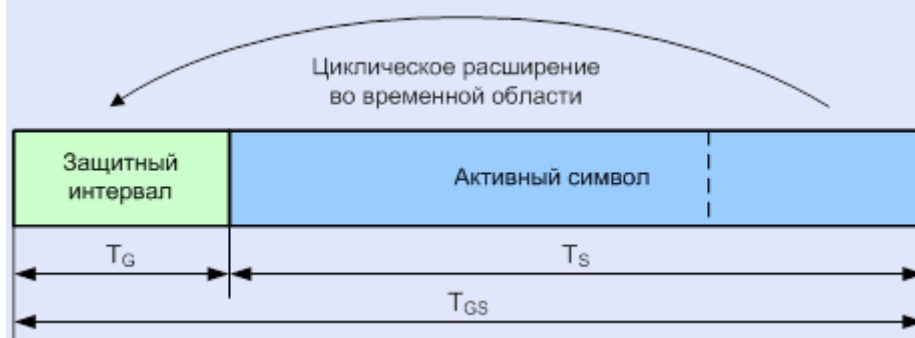 Циклическое расширение
во временной области
Защитный
интервал
Активный символ
T_G
T_S
T_GS